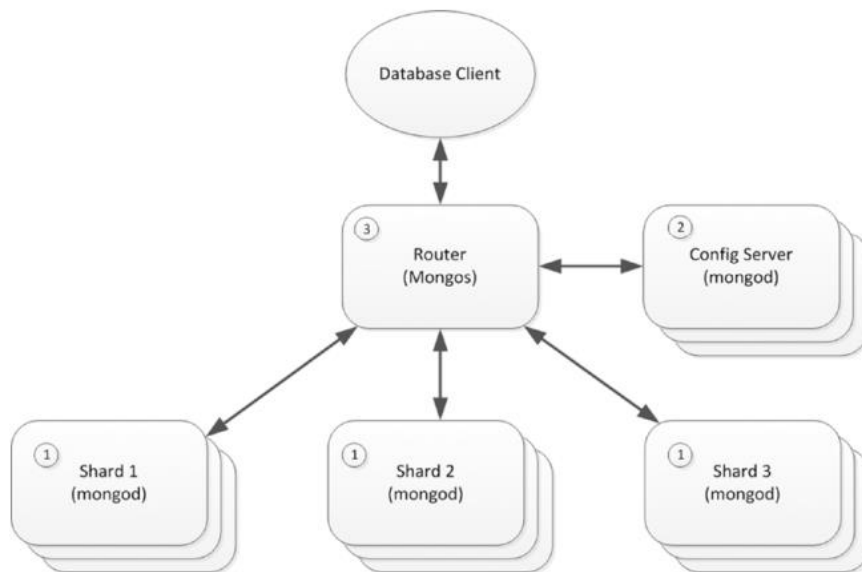 Database Client
3
Router
(Mongos)
2
Config Server
(mongod)
1
Shard 1
(mongod)
1
Shard 2
(mongod)
1
Shard 3
(mongod)